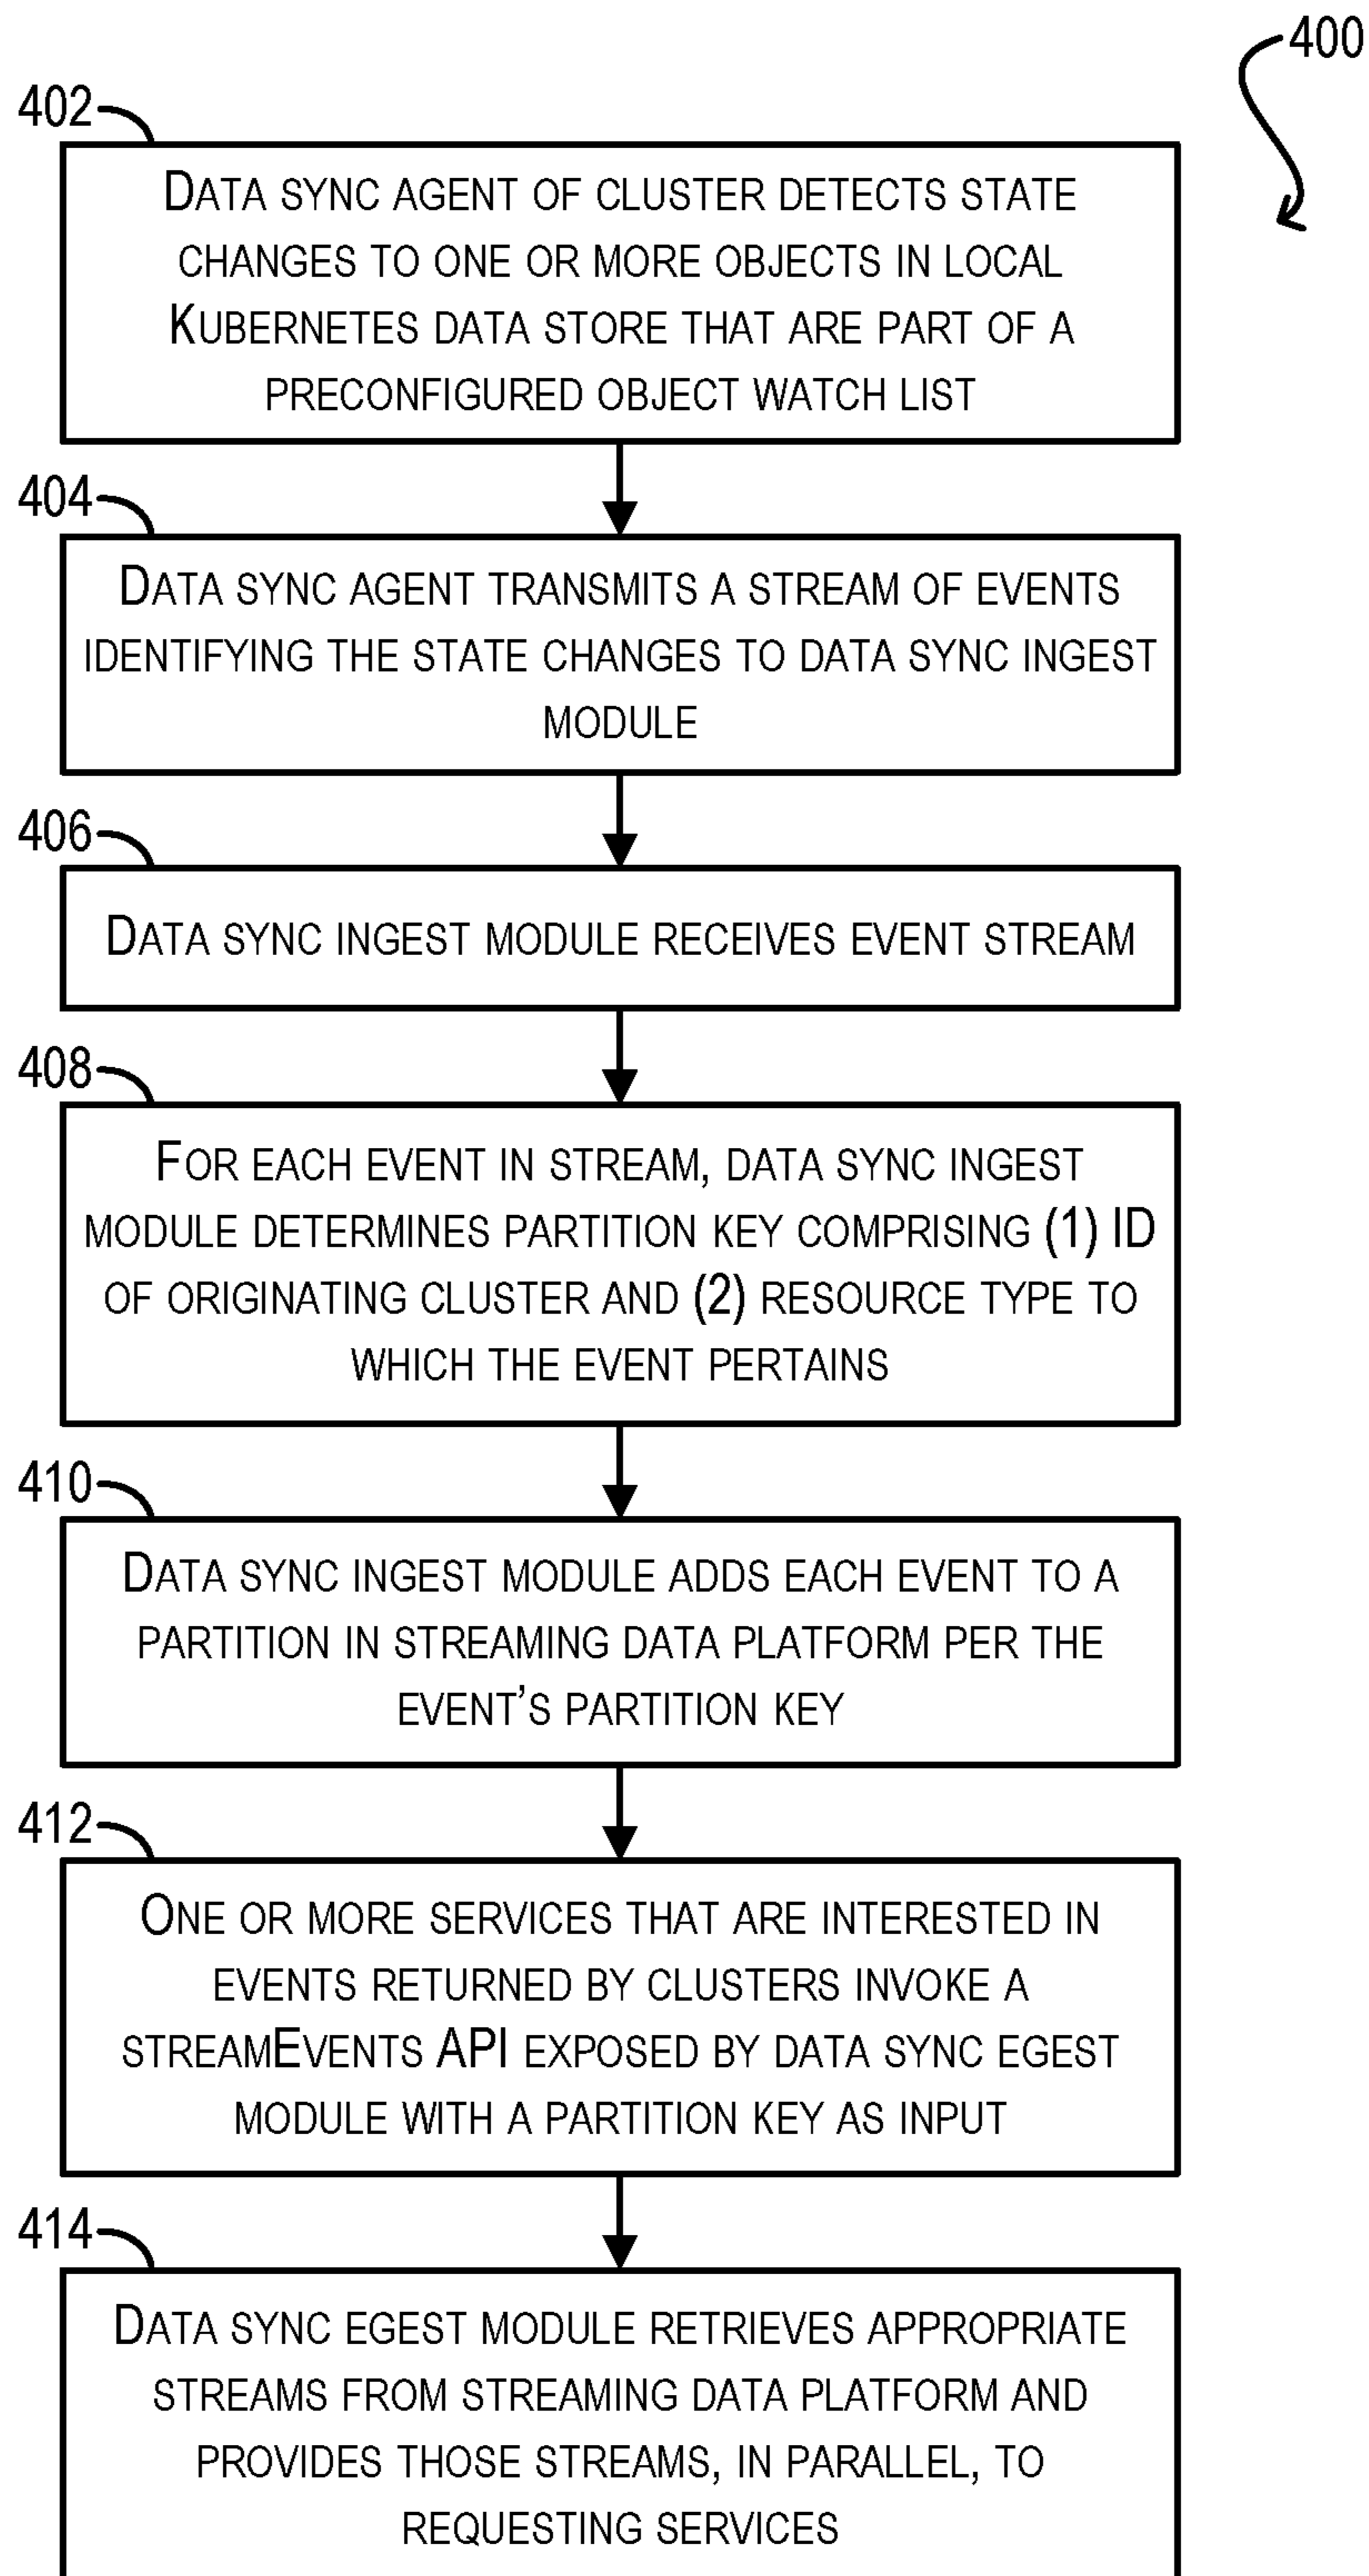 400
402
DATA SYNC AGENT OF CLUSTER DETECTS STATE
CHANGES TO ONE OR MORE OBJECTS IN LOCAL
KUBERNETES DATA STORE THAT ARE PART OF A
PRECONFIGURED OBJECT WATCH LIST
404
DATA SYNC AGENT TRANSMITS A STREAM OF EVENTS
IDENTIFYING THE STATE CHANGES TO DATA SYNC INGEST
MODULE
406
DATA SYNC INGEST MODULE RECEIVES EVENT STREAM
408
FOR EACH EVENT IN STREAM, DATA SYNC INGEST
MODULE DETERMINES PARTITION KEY COMPRISING (1) ID
OF ORIGINATING CLUSTER AND (2) RESOURCE TYPE TO
WHICH THE EVENT PERTAINS
410
DATA SYNC INGEST MODULE ADDS EACH EVENT TO A
PARTITION IN STREAMING DATA PLATFORM PER THE
EVENT'S PARTITION KEY
412
ONE OR MORE SERVICES THAT ARE INTERESTED IN
EVENTS RETURNED BY CLUSTERS INVOKE A
STREAMEVENTS API EXPOSED BY DATA SYNC EGEST
MODULE WITH A PARTITION KEY AS INPUT
414
DATA SYNC EGEST MODULE RETRIEVES APPROPRIATE
STREAMS FROM STREAMING DATA PLATFORM AND
PROVIDES THOSE STREAMS, IN PARALLEL, TO
REQUESTING SERVICES